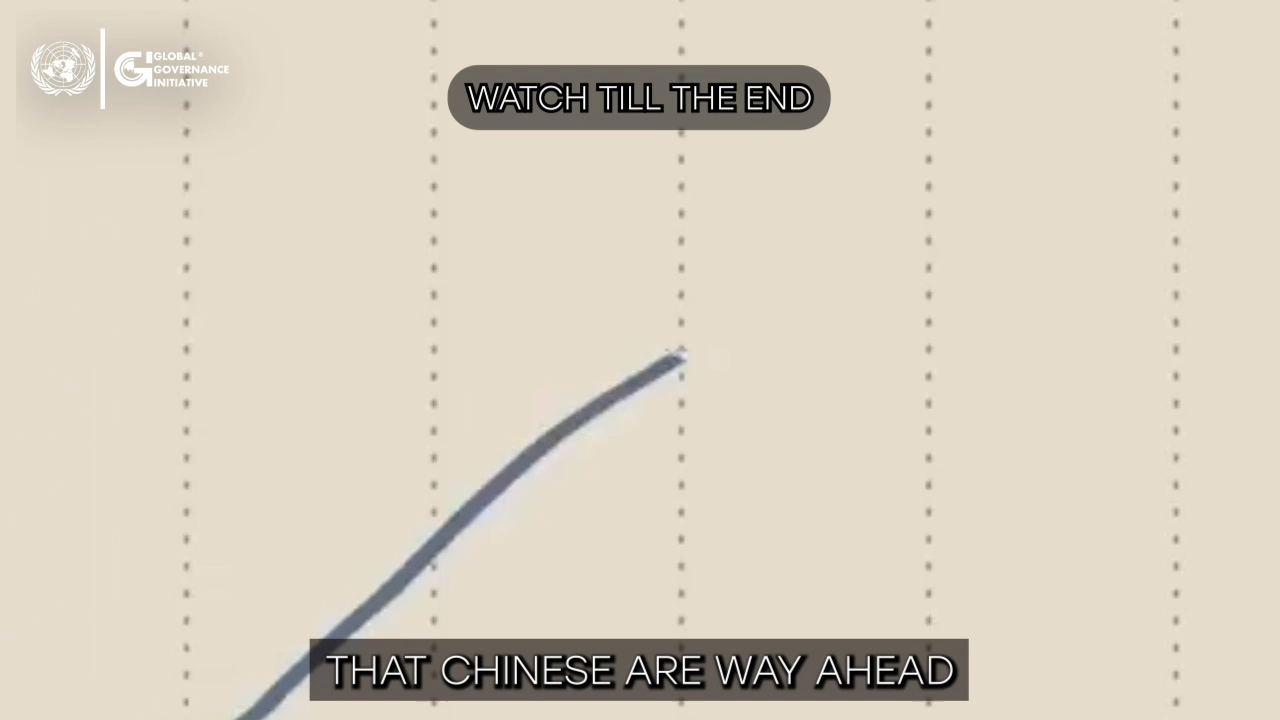 GLOBAL®
GOVERNANCE
INITIATIVE
WATCH TILL THE END
THAT CHINESE ARE WAY AHEAD